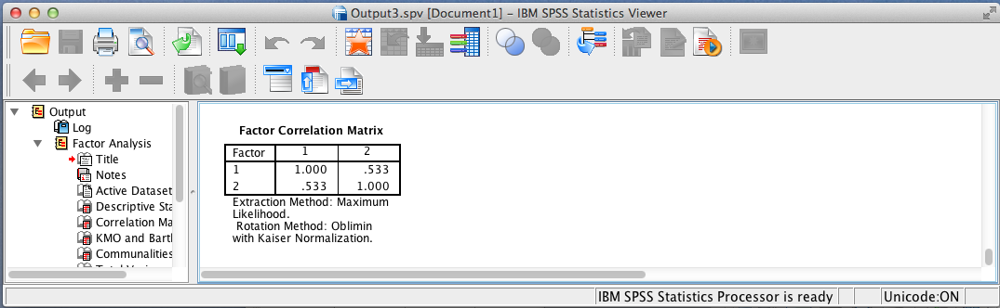 Output3.spv [Document1] – IBM SPSS Statistics Viewer
Output
Log
Factor Analysis
Title
Notes
Active Dataset
Descriptive Sta
Correlation Ma
KMO and Bartl
Communalities
Factor Correlation Matrix
Factor 1 2
1 1.000 .533
2 .533 1.000
Extraction Method: Maximum
Likelihood.
Rotation Method: Oblimin
with Kaiser Normalization.
IBM SPSS Statistics Processor is ready Unicode:ON